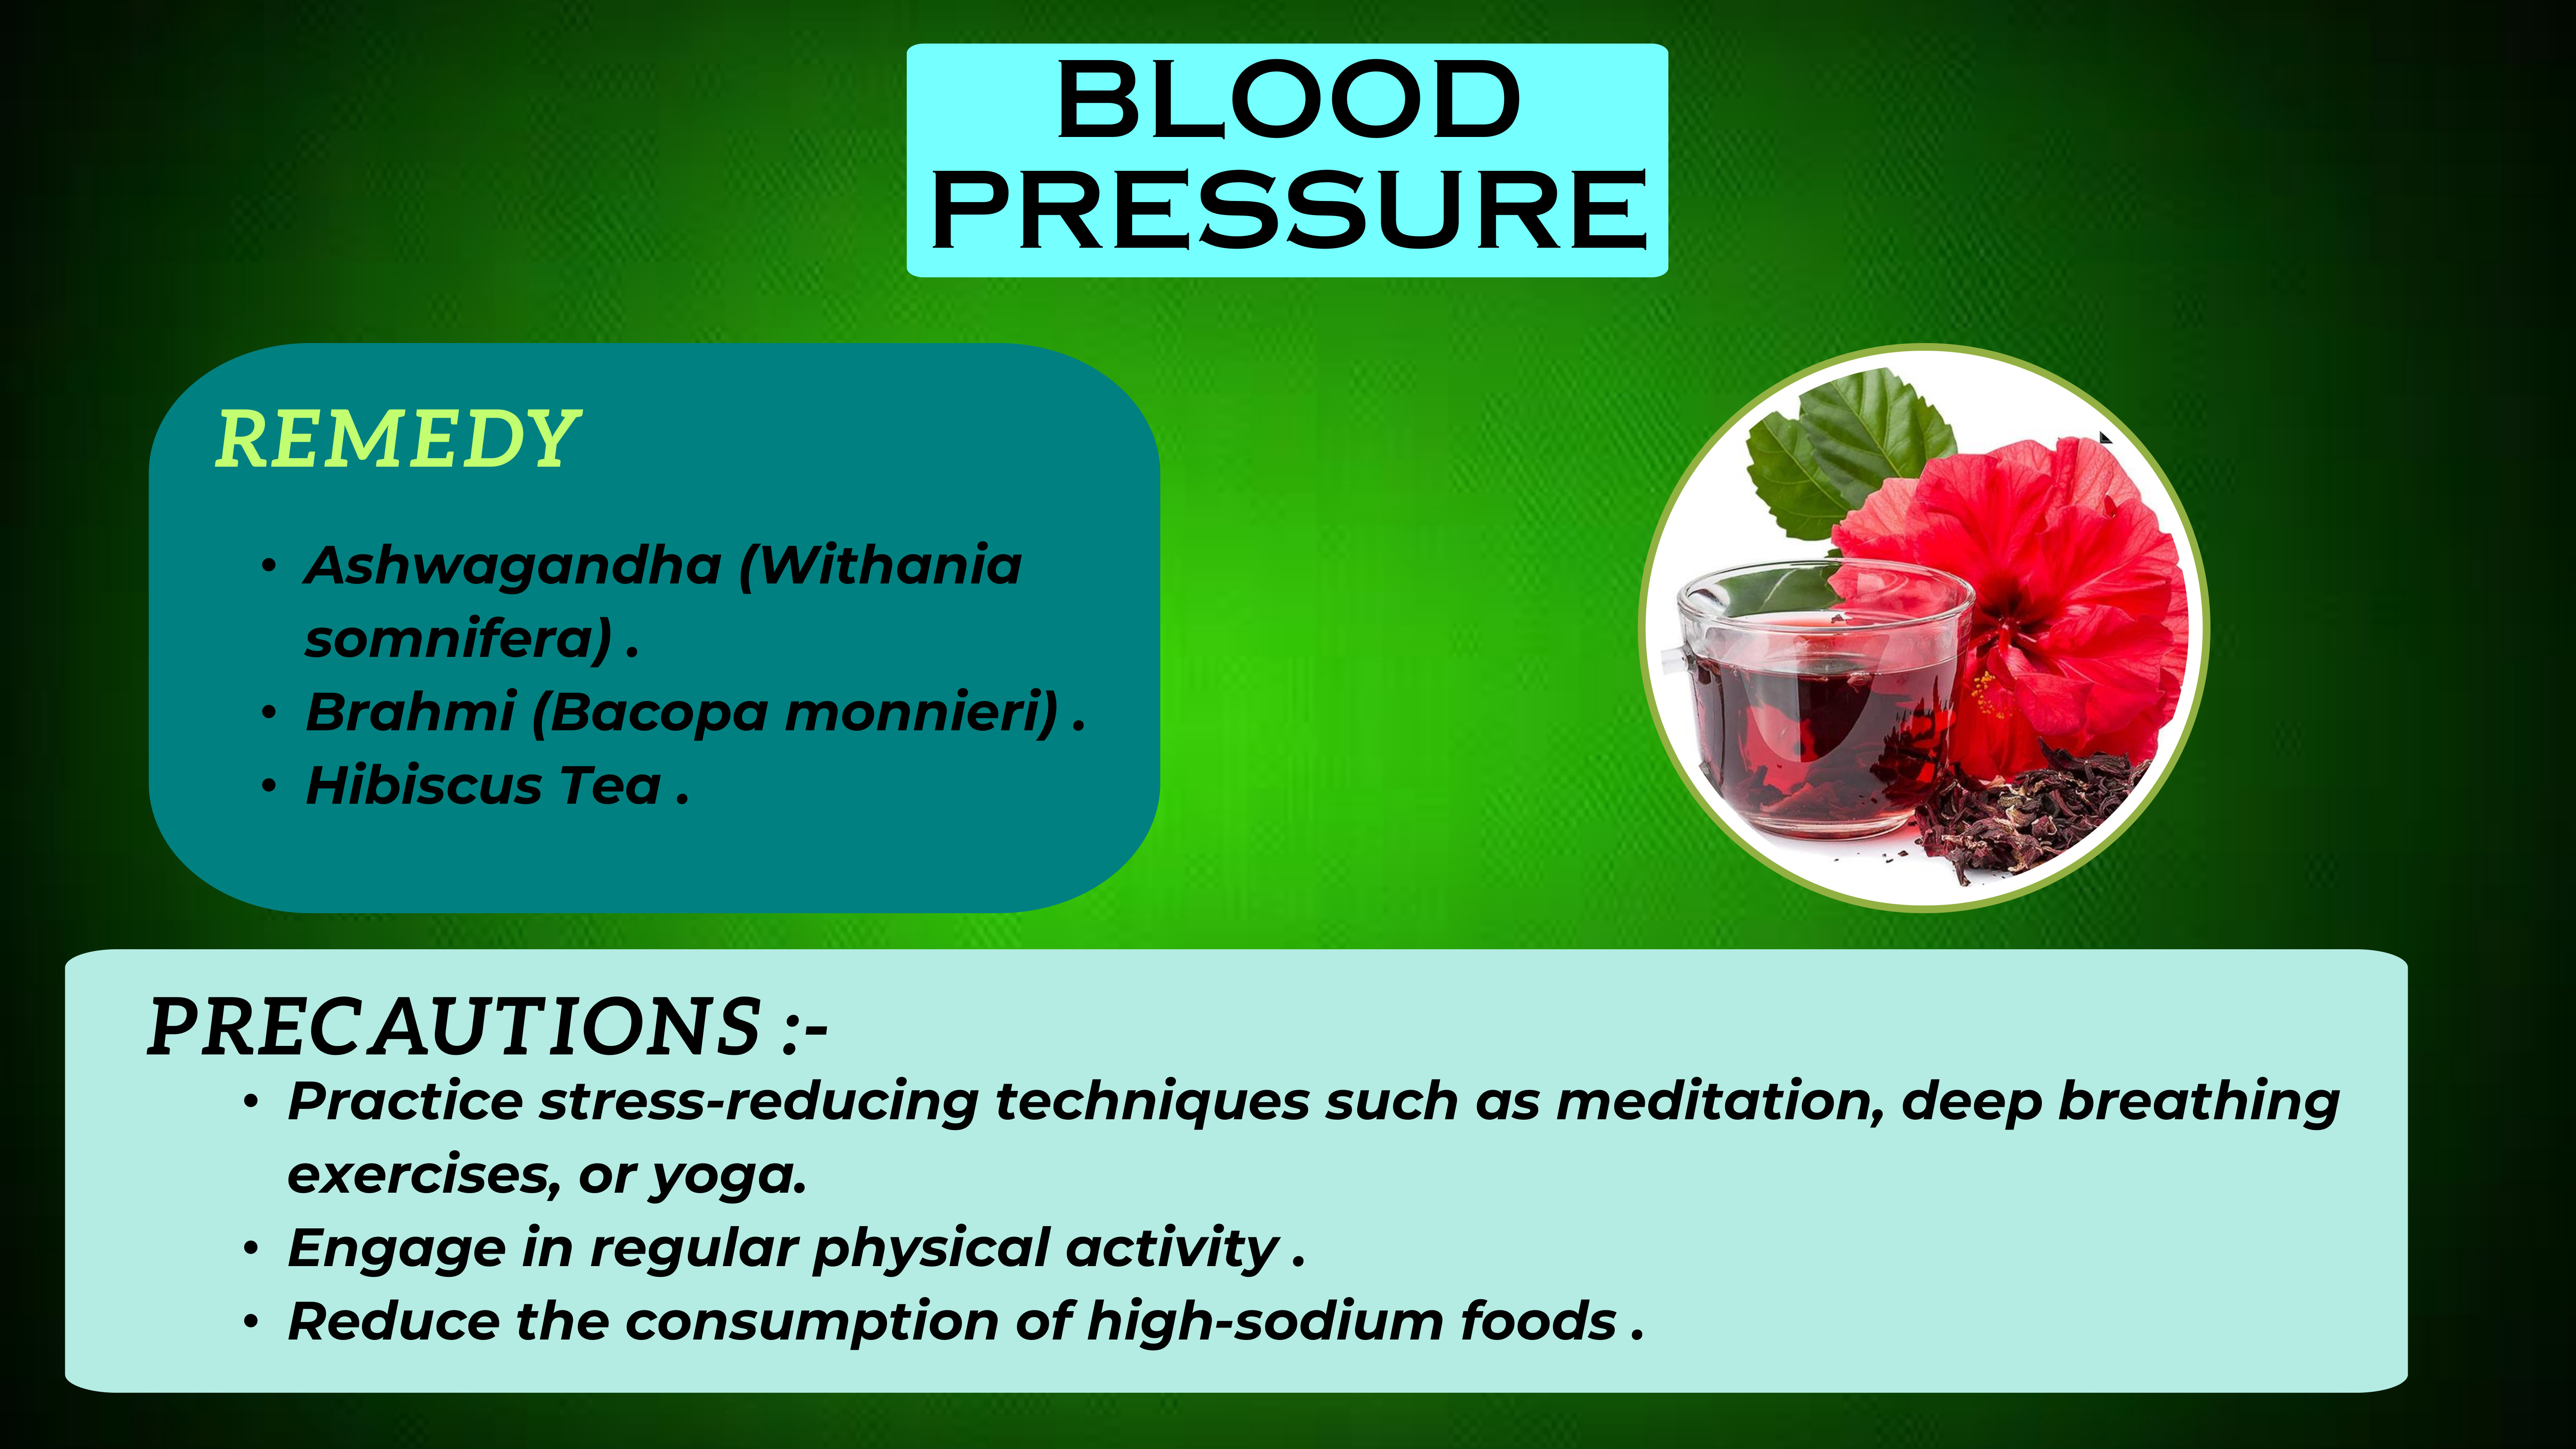 BLOOD
PRESSURE
REMEDY
• Ashwagandha (Withania
somnifera) .
• Brahmi (Bacopa monnieri) .
• Hibiscus Tea .
PRECAUTIONS :-
• Practice stress-reducing techniques such as meditation, deep breathing
exercises, or yoga.
• Engage in regular physical activity .
• Reduce the consumption of high-sodium foods .